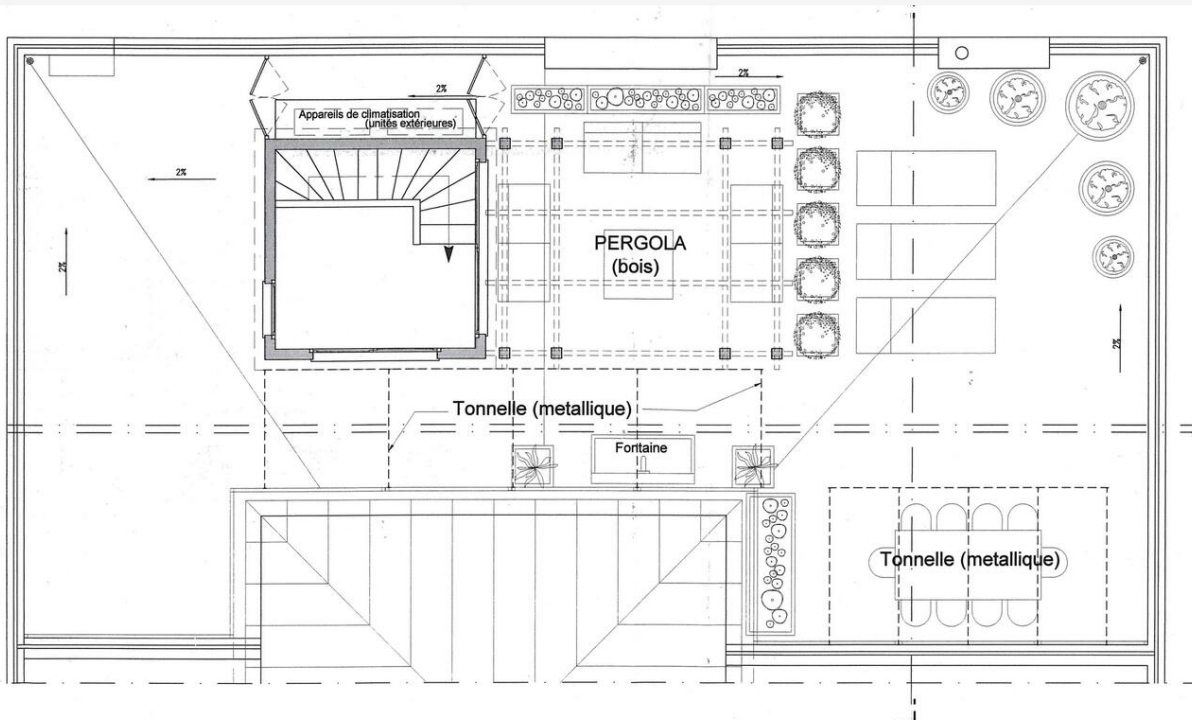 2%
2%
Appareils de climatisation
(unités extérieures)
2%
2%
PERGOLA
(bois)
2%
Tonnelle (metallique)
Fontaine
Tonnelle (metallique)